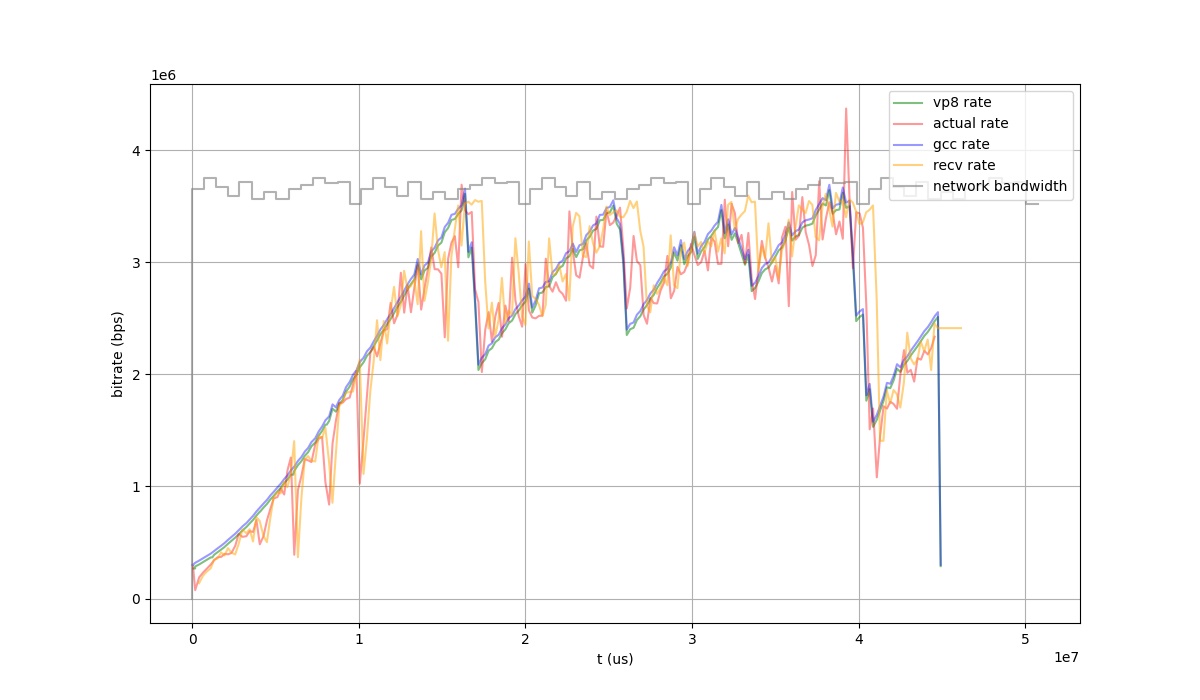 1e6
4
3
2
1
0
bitrate (bps)
vp8 rate
actual rate
gcc rate
recv rate
network bandwidth
0 1 2 3 4 5
t (us)
1e7